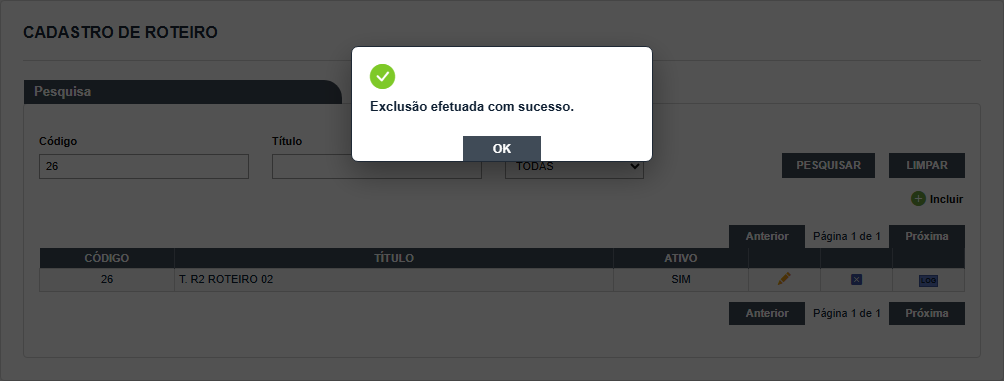 CADASTRO DE ROTEIRO
Exclusão efetuada com sucesso.
OK
Pesquisa
Código
Título
26
TODAS
PESQUISAR
LIMPAR
Incluir
Anterior
Página 1 de 1
Próxima
CÓDIGO
TÍTULO
ATIVO
26
T. R2 ROTEIRO 02
SIM
LOG
Anterior
Página 1 de 1
Próxima